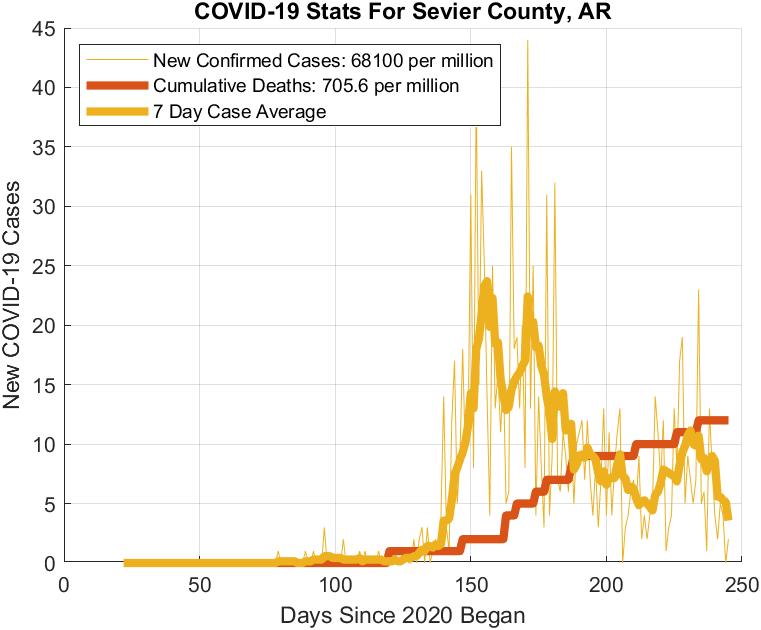 COVID-19 Stats For Sevier County, AR
New Confirmed Cases: 68100 per million
Cumulative Deaths: 705.6 per million
7 Day Case Average
New COVID-19 Cases
45
40
35
30
25
20
15
10
5
0
0 50 100 150 200 250
Days Since 2020 Began